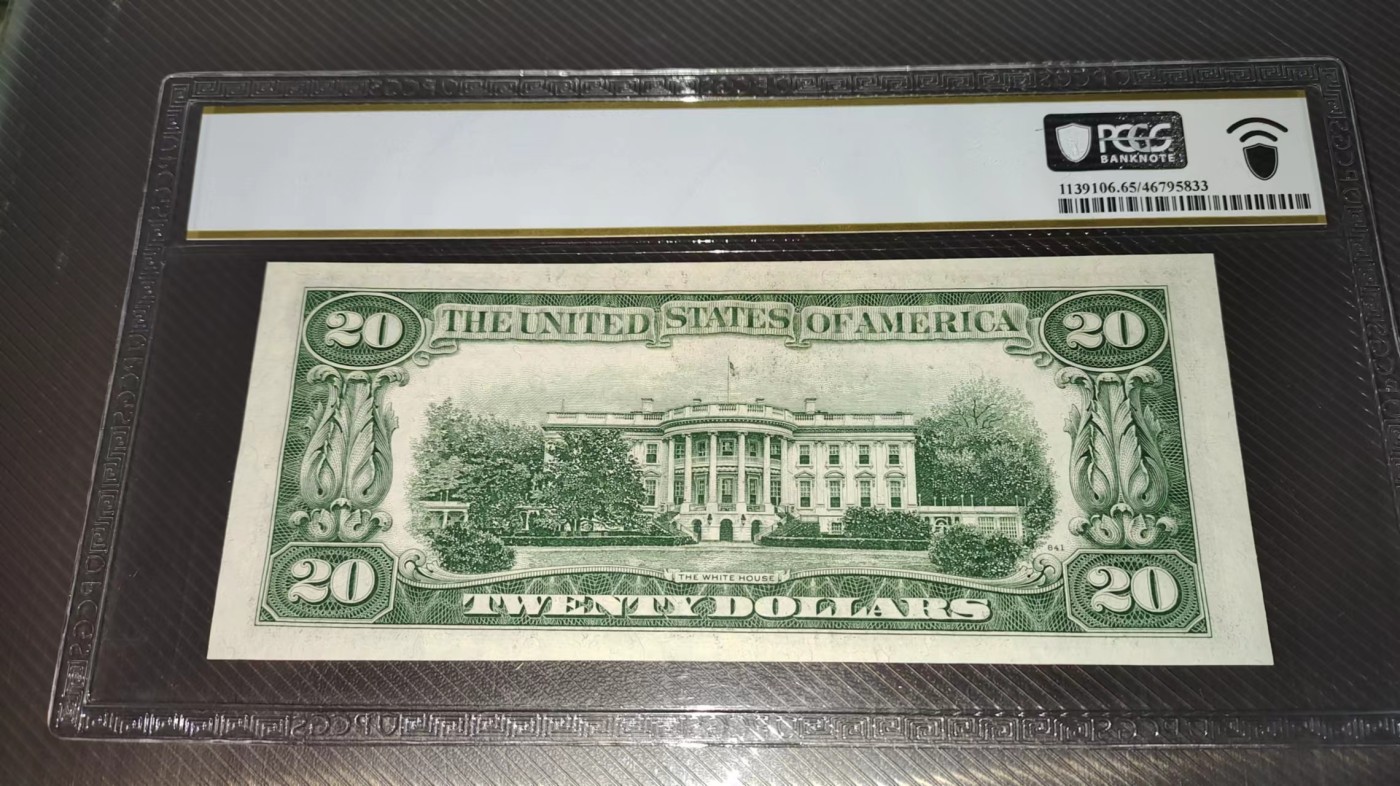 PCGS
BANKNOTE
1139106.65/46795833
20 THE UNITED STATES OF AMERICA 20
841
THE WHITE HOUSE
20 TWENTY DOLLARS 20